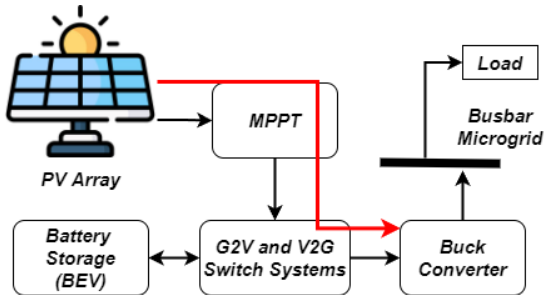 Load
MPPT
Busbar
Microgrid
PV Array
Battery
Storage
(BEV)
G2V and V2G
Switch Systems
Buck
Converter